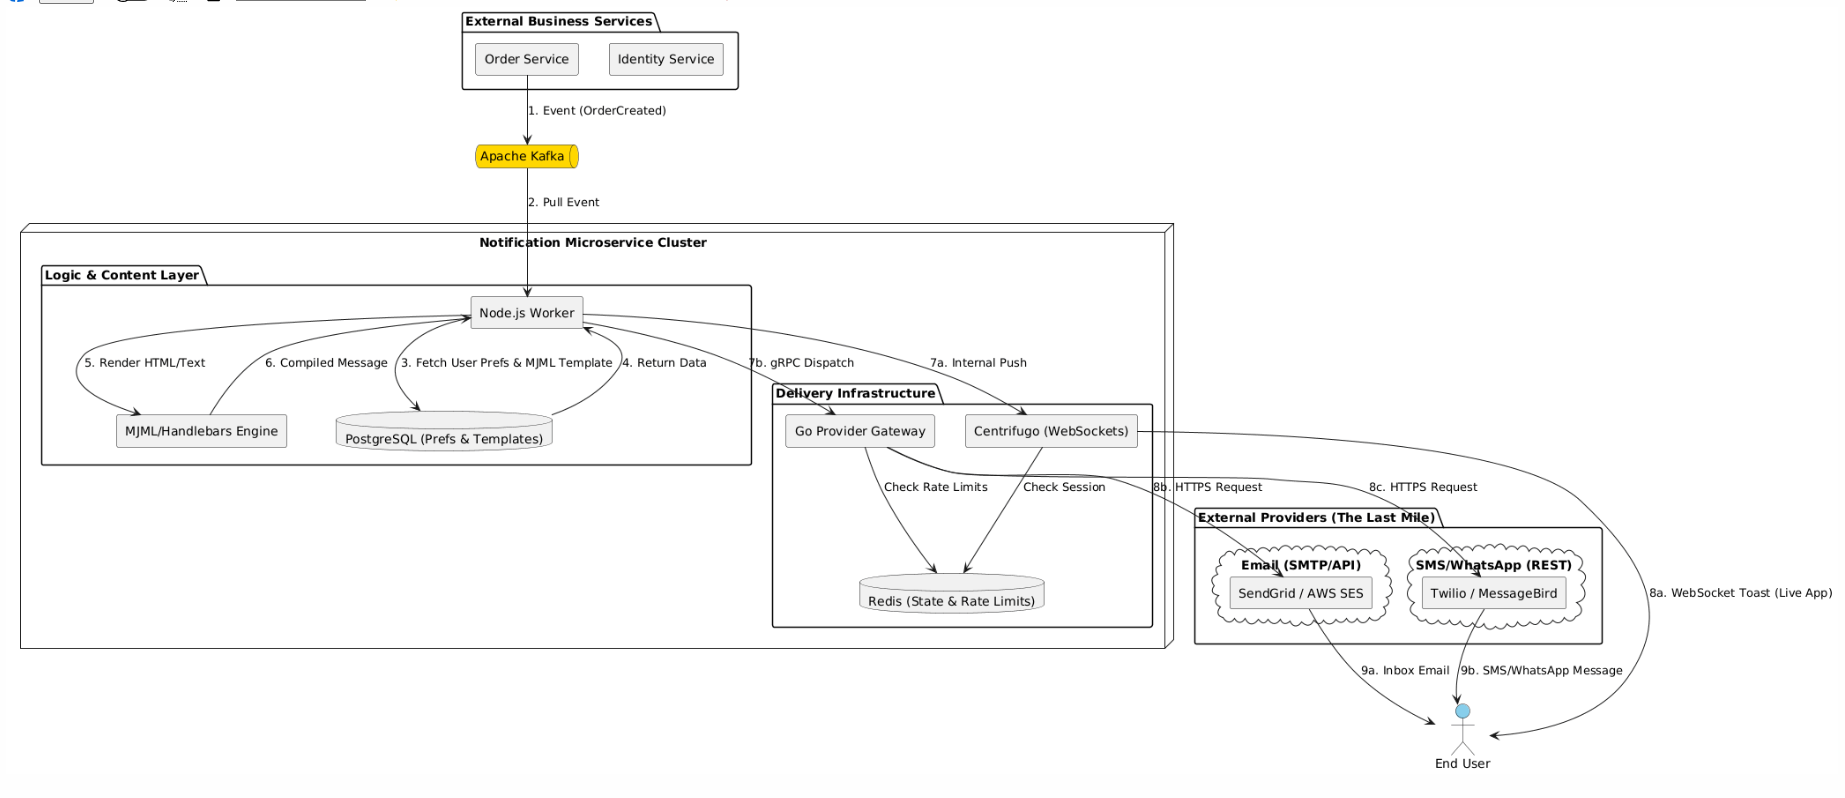 External Business Services
Order Service
Identity Service
1. Event (OrderCreated)
Apache Kafka
2. Pull Event
Notification Microservice Cluster
Logic & Content Layer
Node.js Worker
5. Render HTML/Text
6. Compiled Message
3. Fetch User Prefs & MJML Template
4. Return Data
7b. gRPC Dispatch
7a. Internal Push
Delivery Infrastructure
MJML/Handlebars Engine
PostgreSQL (Prefs & Templates)
Go Provider Gateway
Centrifugo (WebSockets)
Check Rate Limits
Check Session
8b. HTTPS Request
8c. HTTPS Request
External Providers (The Last Mile)
Email (SMTP/API)
SMS/WhatsApp (REST)
Redis (State & Rate Limits)
SendGrid / AWS SES
Twilio / MessageBird
8a. WebSocket Toast (Live App)
9a. Inbox Email
9b. SMS/WhatsApp Message
End User